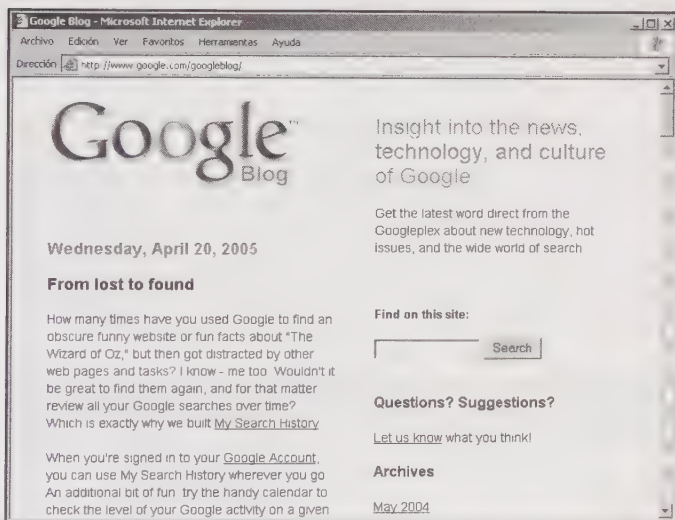 Google Blog - Microsoft Internet Explorer
Archivo Edición Ver Favoritos Herramientas Ayuda
Dirección http://www.google.com/googleblog/
Google™
Blog
Wednesday, April 20, 2005
From lost to found
How many times have you used Google to find an
obscure funny website or fun facts about "The
Wizard of Oz," but then got distracted by other
web pages and tasks? I know - me too. Wouldn't it
be great to find them again, and for that matter
review all your Google searches over time?
Which is exactly why we built My Search History
When you're signed in to your Google Account,
you can use My Search History wherever you go
An additional bit of fun try the handy calendar to
check the level of your Google activity on a given
Insight into the news,
technology, and culture
of Google
Get the latest word direct from the
Googleplex about new technology, hot
issues, and the wide world of search
Find on this site:
Search
Questions? Suggestions?
Let us know what you think!
Archives
May 2004